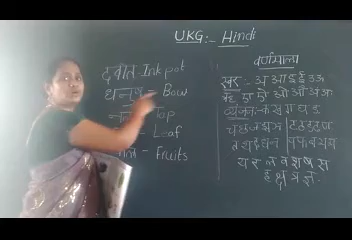 UKG:- Hindi
दवात-Inkpot
धनुष - Bow
Top
- Leaf
- Fruits
वर्णमाला
स्वर:- अ आ इ ई उ ऊ
ऋ ए ऐ ओ औ अं अः
व्यंजन:- क ख ग घ ङ
च छ ज झ ञ ट ठ ड ढ ण
त थ द ध न प फ ब भ म
य र ल व श ष स
ह क्ष त्र ज्ञ